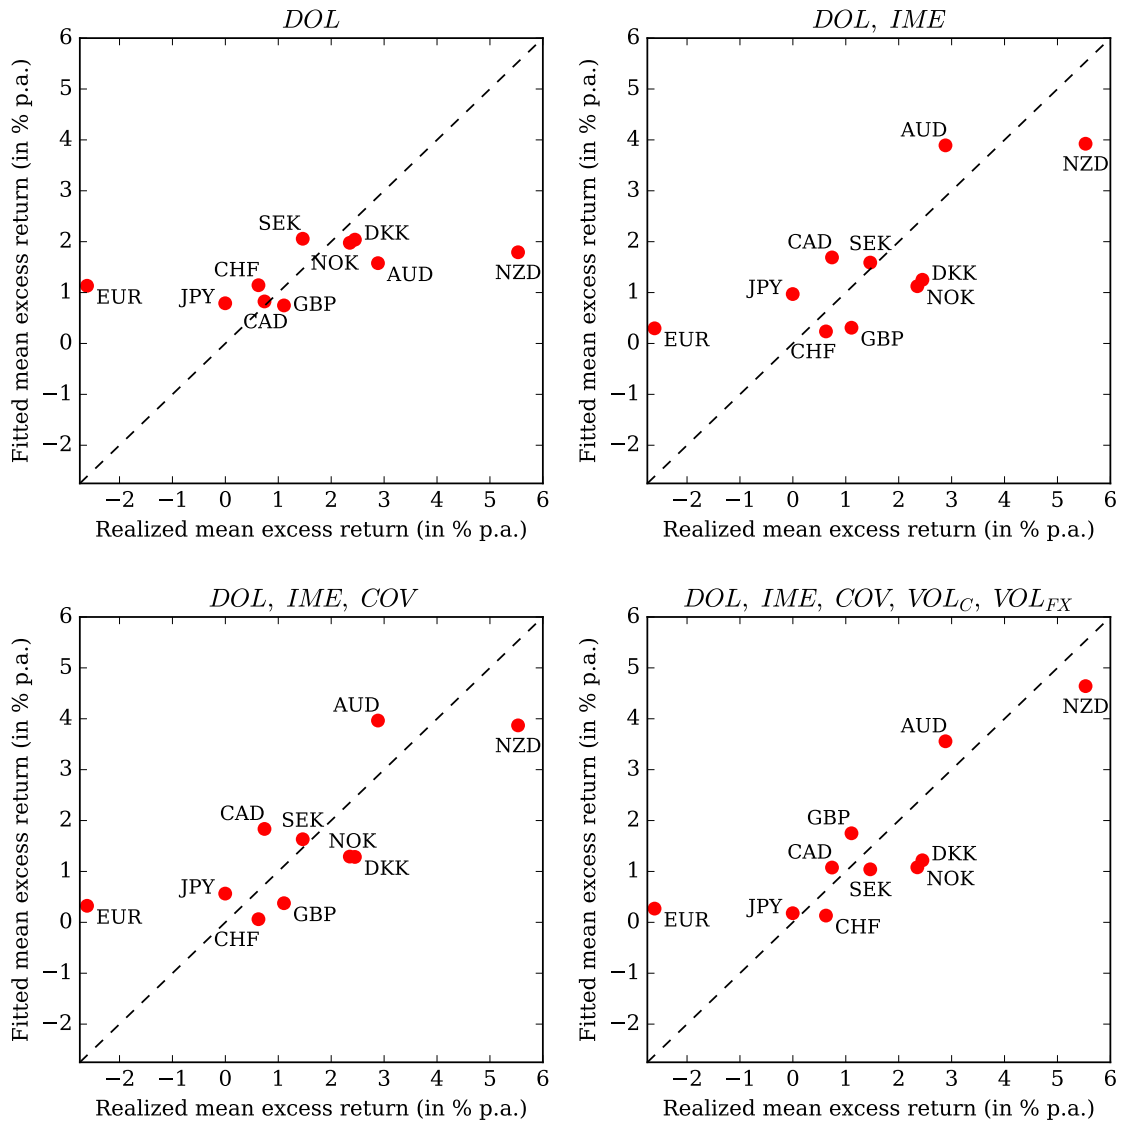 DOL
6
5
4
3
2
1
0
−1
−2
SEK
DKK
NOK
AUD
NZD
CHF
JPY
CAD
GBP
EUR
−2 −1 0 1 2 3 4 5 6
Realized mean excess return (in % p.a.)
Fitted mean excess return (in % p.a.)
DOL, IME
6
5
4
3
2
1
0
−1
−2
AUD
NZD
CAD
SEK
JPY
DKK
NOK
EUR
CHF
GBP
−2 −1 0 1 2 3 4 5 6
Realized mean excess return (in % p.a.)
Fitted mean excess return (in % p.a.)
DOL, IME, COV
6
5
4
3
2
1
0
−1
−2
AUD
NZD
CAD
SEK
NOK
DKK
JPY
EUR
GBP
CHF
−2 −1 0 1 2 3 4 5 6
Realized mean excess return (in % p.a.)
Fitted mean excess return (in % p.a.)
DOL, IME, COV, VOL_C, VOL_FX
6
5
4
3
2
1
0
−1
−2
NZD
AUD
GBP
CAD
DKK
NOK
SEK
JPY
EUR
CHF
−2 −1 0 1 2 3 4 5 6
Realized mean excess return (in % p.a.)
Fitted mean excess return (in % p.a.)